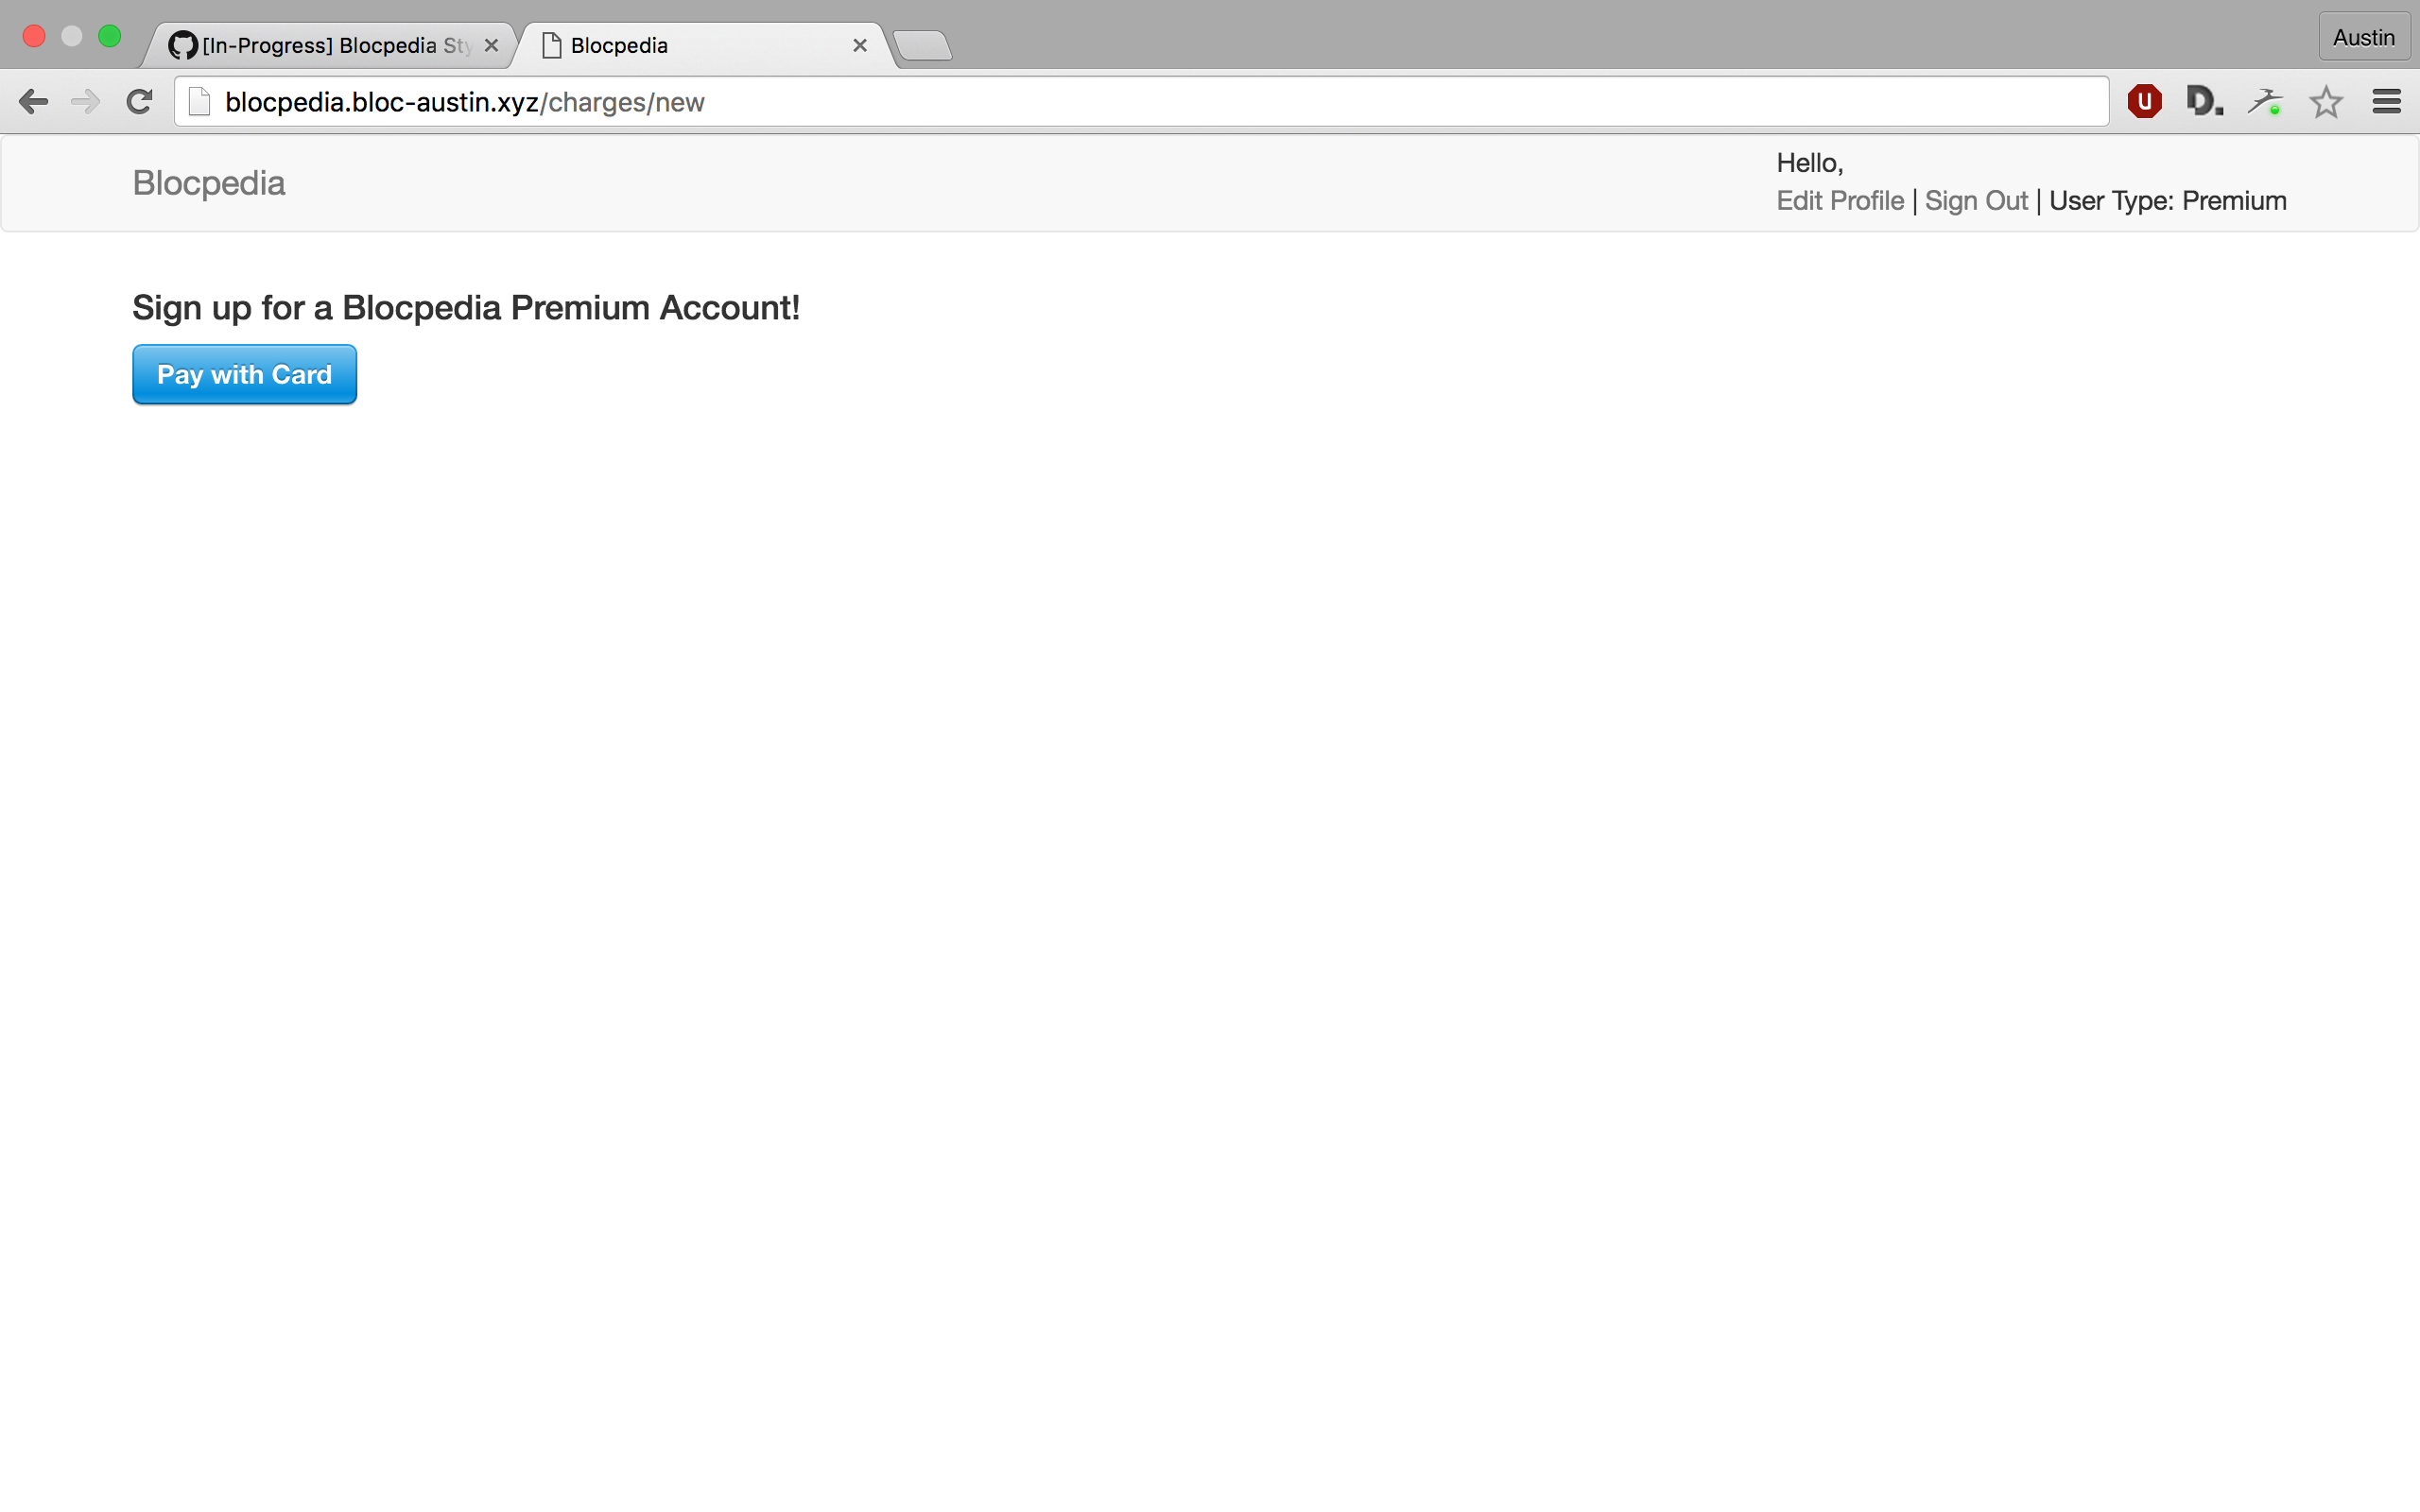 [In-Progress] Blocpedia Sty
Blocpedia
Austin
blocpedia.bloc-austin.xyz/charges/new
U
D.
Blocpedia
Hello,
Edit Profile | Sign Out | User Type: Premium
Sign up for a Blocpedia Premium Account!
Pay with Card